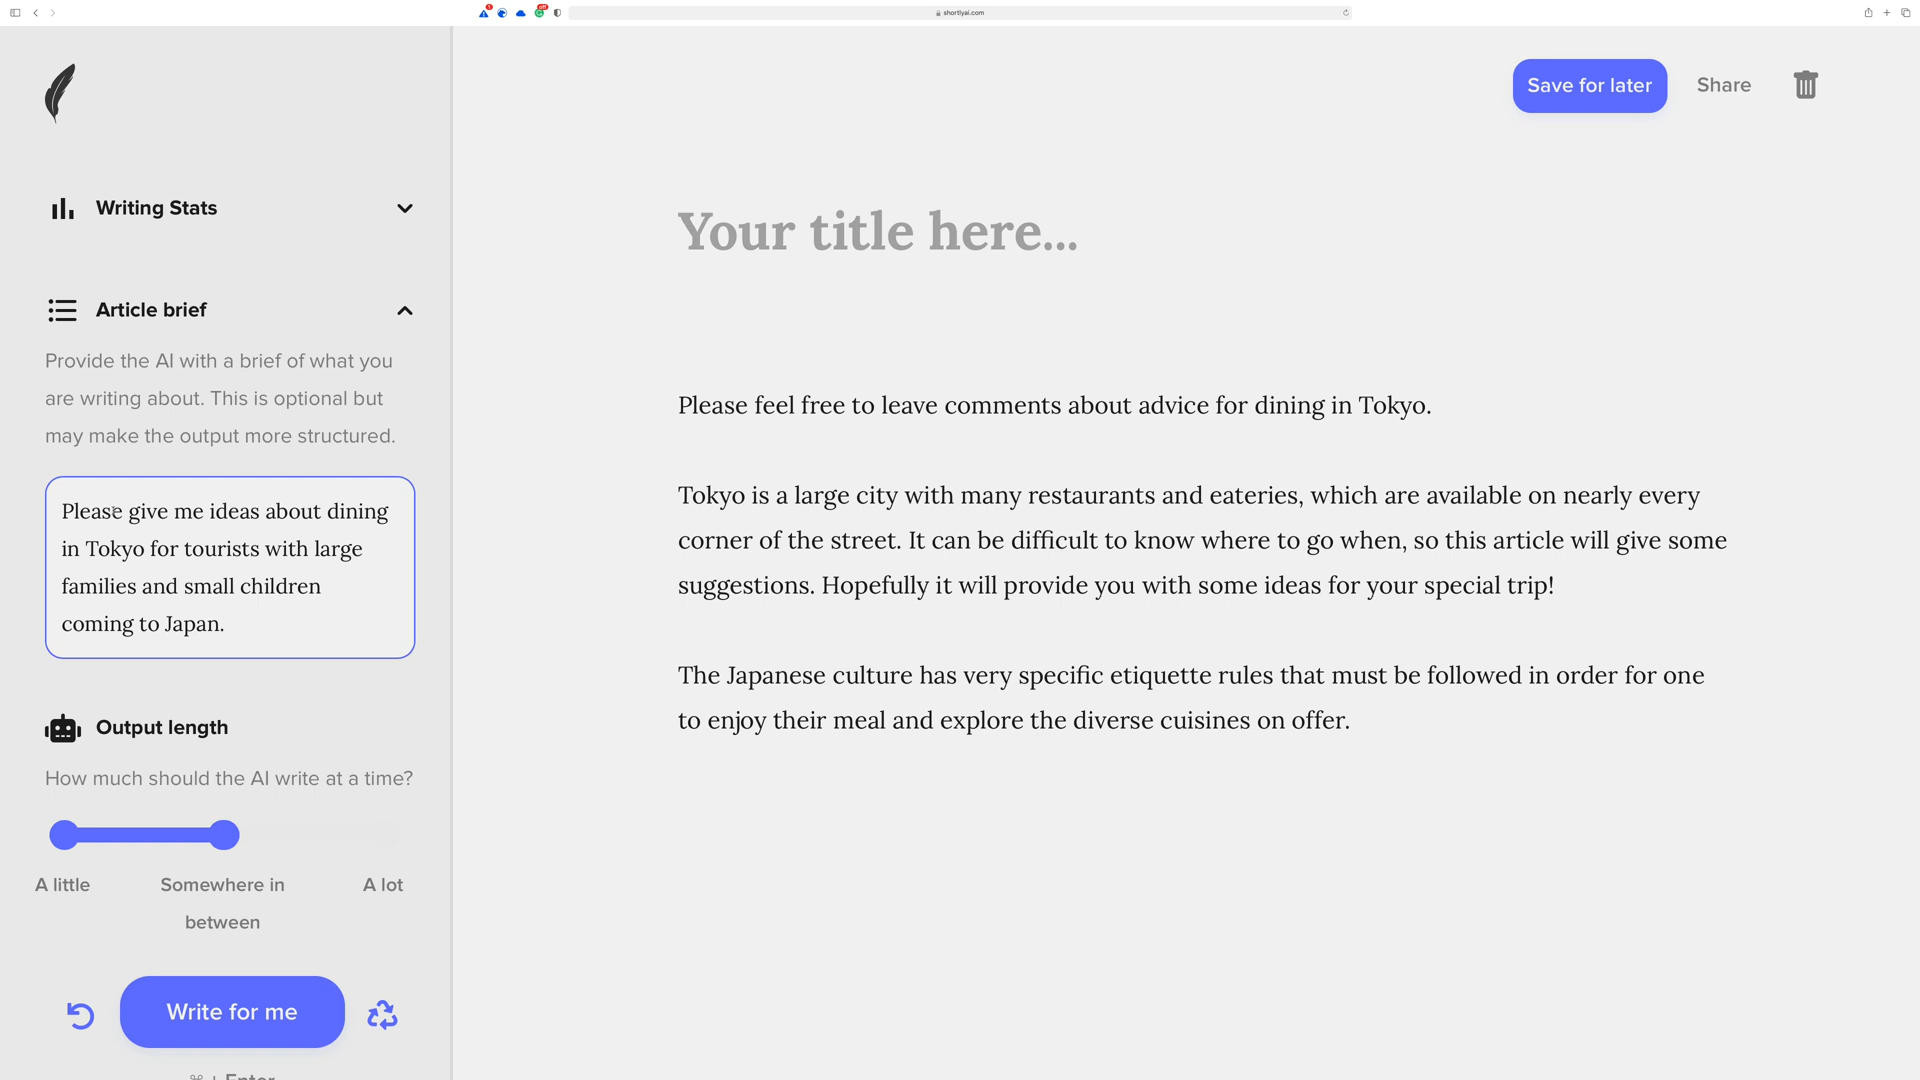 shortlyai.com
Save for later
Share
Writing Stats
Your title here...
Article brief
Provide the AI with a brief of what you
are writing about. This is optional but
may make the output more structured.
Please give me ideas about dining
in Tokyo for tourists with large
families and small children
coming to Japan.
Output length
How much should the AI write at a time?
A little
Somewhere in
between
A lot
Write for me
⌘ + Enter
Please feel free to leave comments about advice for dining in Tokyo.
Tokyo is a large city with many restaurants and eateries, which are available on nearly every
corner of the street. It can be difficult to know where to go when, so this article will give some
suggestions. Hopefully it will provide you with some ideas for your special trip!
The Japanese culture has very specific etiquette rules that must be followed in order for one
to enjoy their meal and explore the diverse cuisines on offer.